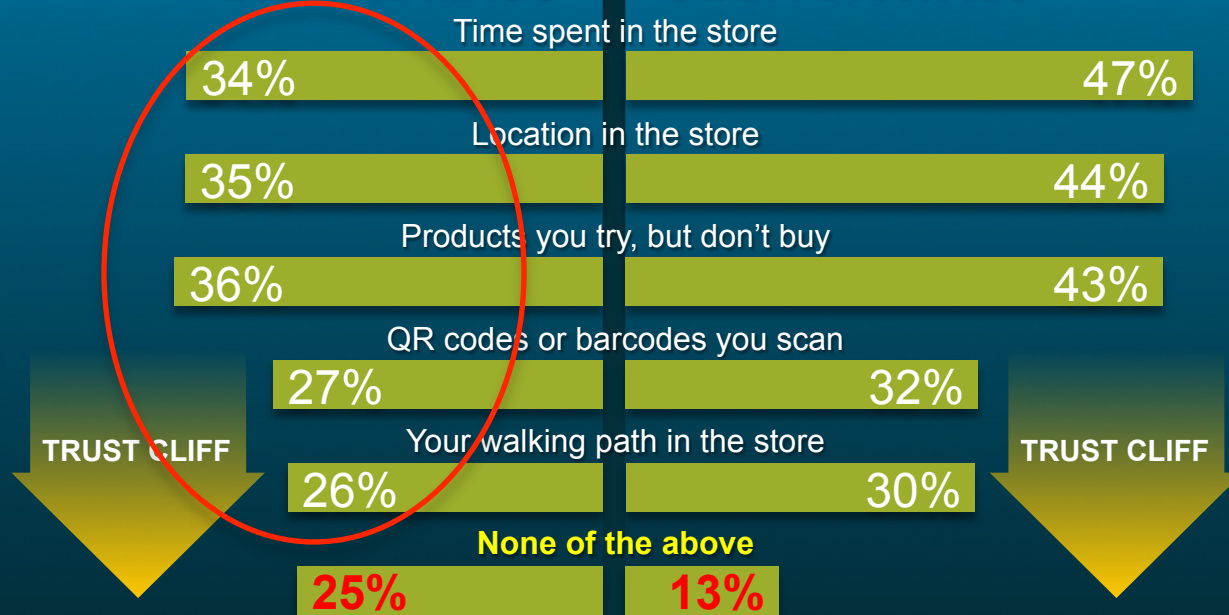 Time spent in the store
34% 47%
Location in the store
35% 44%
Products you try, but don’t buy
36% 43%
QR codes or barcodes you scan
27% 32%
TRUST CLIFF Your walking path in the store TRUST CLIFF
26% 30%
None of the above
25% 13%